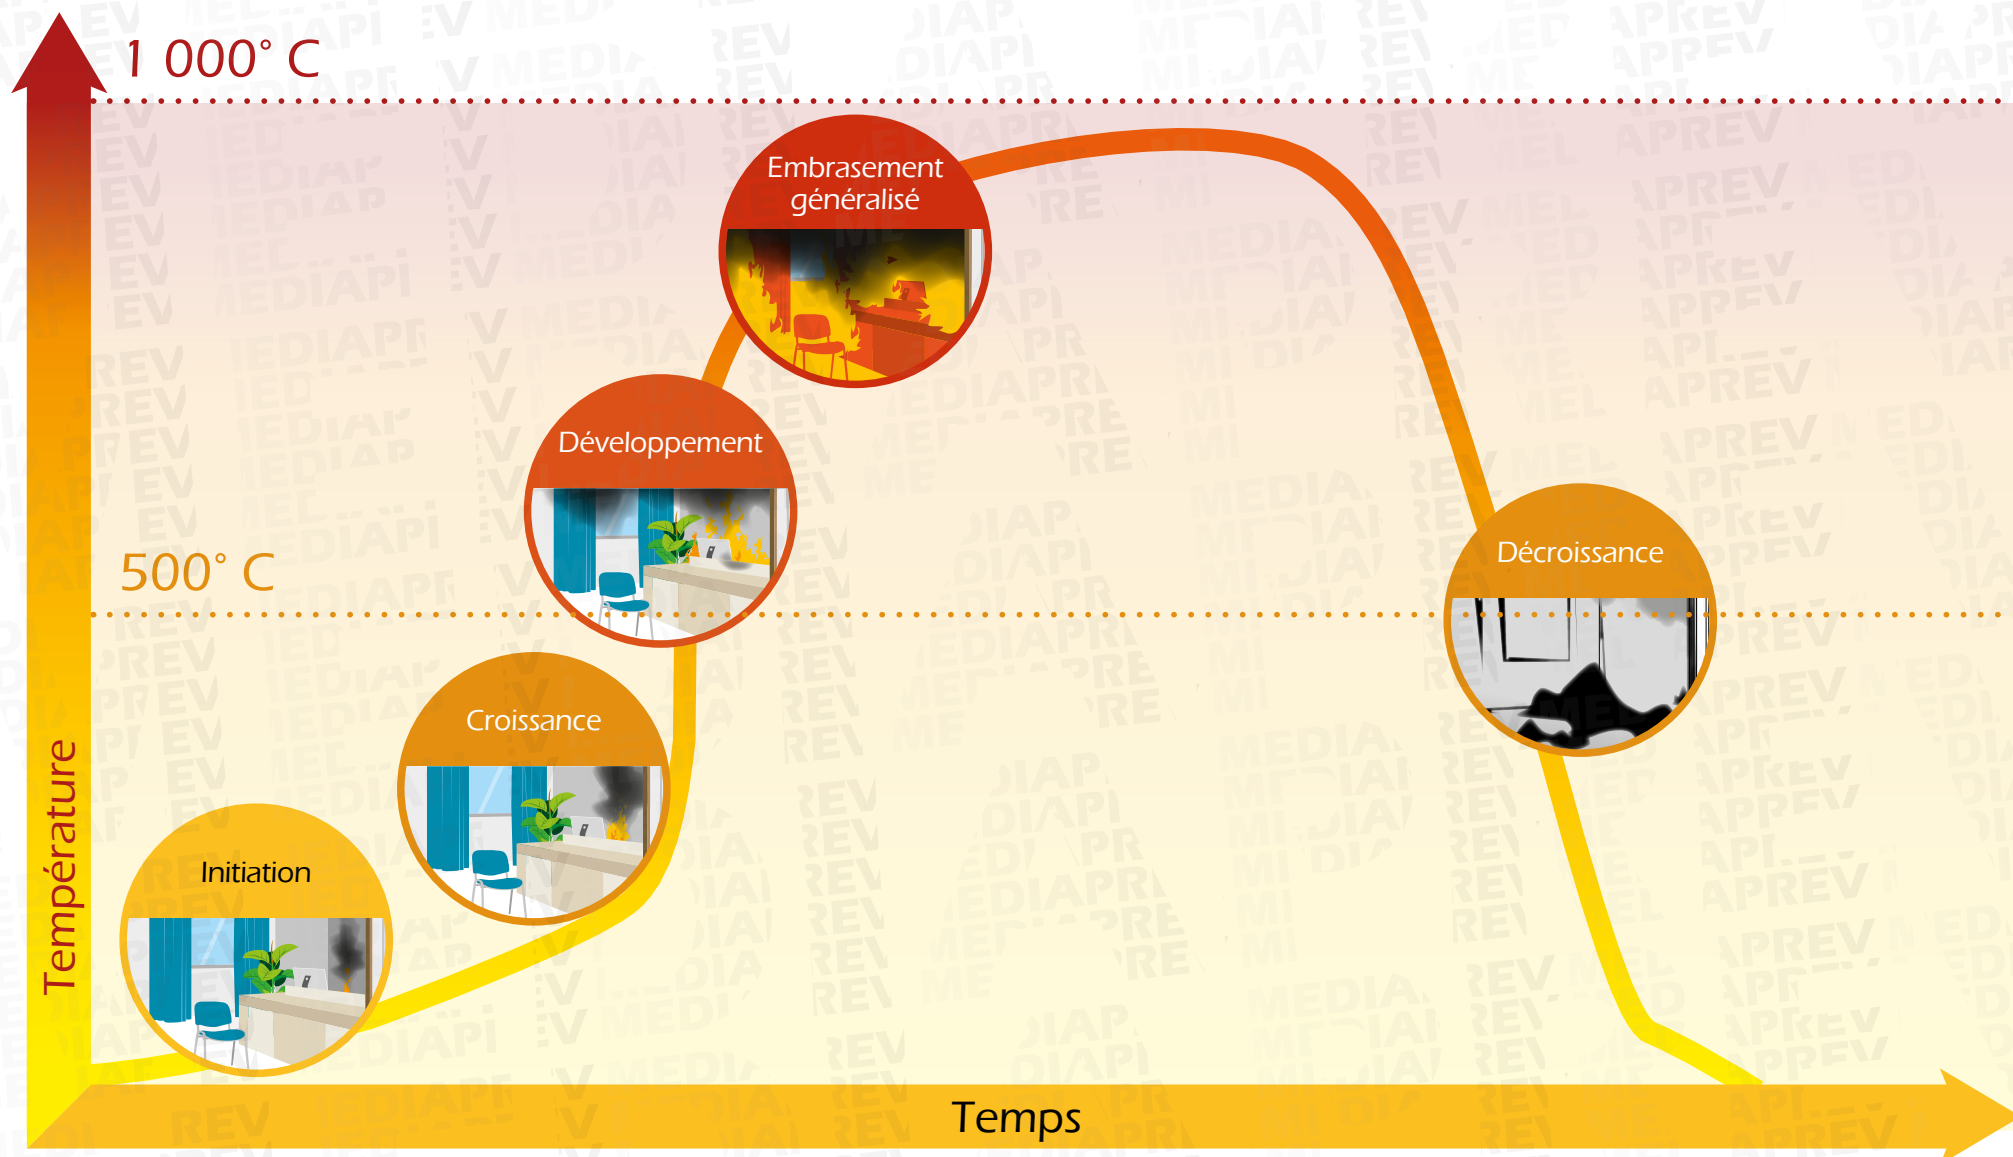 1 000° C
Embrasement
généralisé
Développement
500° C
Décroissance
Croissance
Température
Initiation
Temps